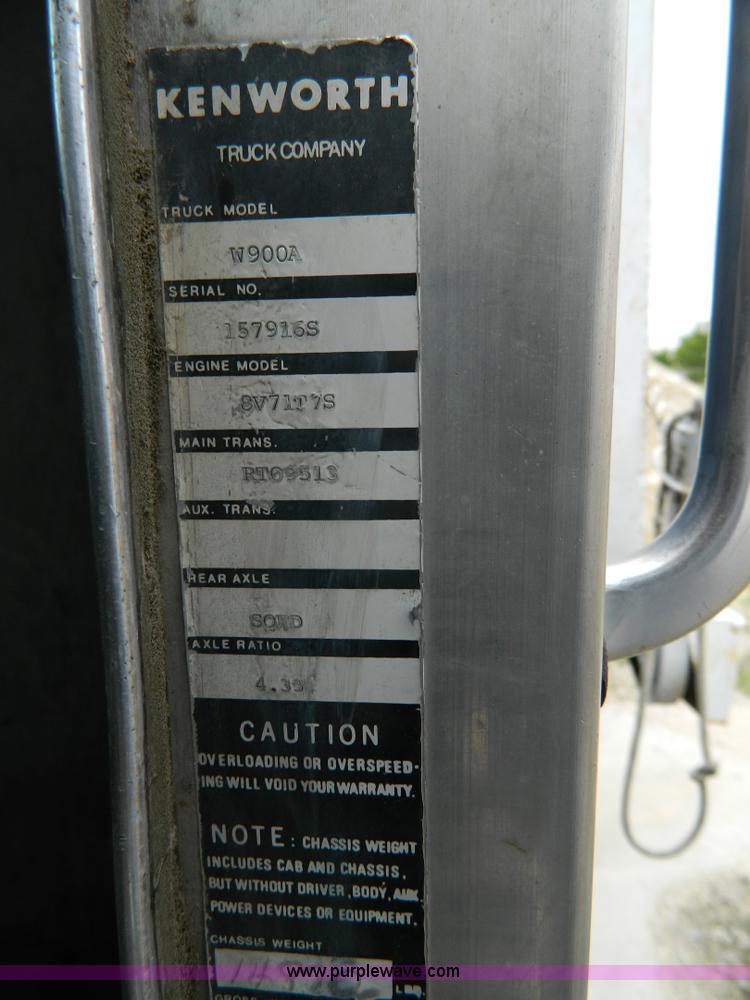 KENWORTH
TRUCK COMPANY
TRUCK MODEL
W900A
SERIAL NO.
157916S
ENGINE MODEL
8V71T7S
MAIN TRANS.
RTO9513
AUX. TRANS.
REAR AXLE
AXLE RATIO
CAUTION
OVERLOADING OR OVERSPEED-
ING WILL VOID YOUR WARRANTY.
NOTE: CHASSIS WEIGHT
INCLUDES CAB AND CHASSIS,
BUT WITHOUT DRIVER, BODY, AUX.
POWER DEVICES OR EQUIPMENT.
CHASSIS WEIGHT
LBS.
www.purplewave.com